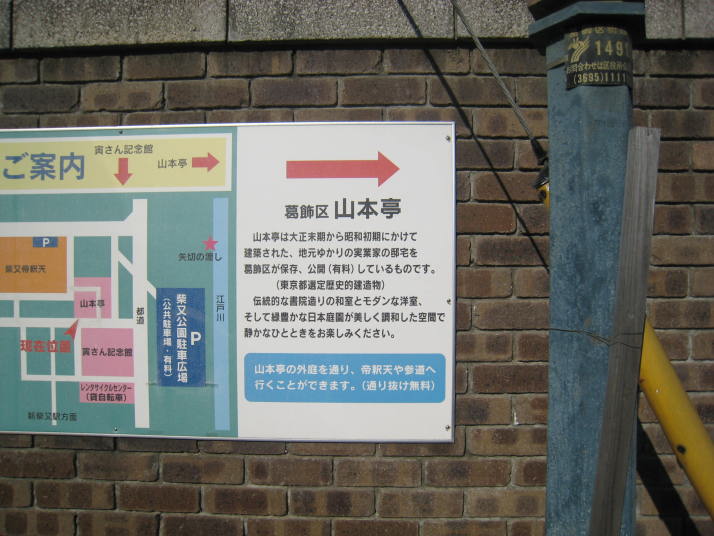 ご案内
寅さん記念館
山本亭
P
柴又帝釈天
山本亭
現在位置
寅さん記念館
レンタサイクルセンター
(貸自転車)
新柴又駅方面
都道
矢切の渡し
江戸川
P
柴又公園駐車広場
(公共駐車場・有料)
葛飾区 山本亭
山本亭は大正末期から昭和初期にかけて
建築された、地元ゆかりの実業家の邸宅を
葛飾区が保存、公開(有料)しているものです。
(東京都選定歴史的建造物)
伝統的な書院造りの和室とモダンな洋室、
そして緑豊かな日本庭園が美しく調和した空間で
静かなひとときをお楽しみください。
山本亭の外庭を通り、帝釈天や参道へ
行くことができます。(通り抜け無料)
1491
(3695)1111